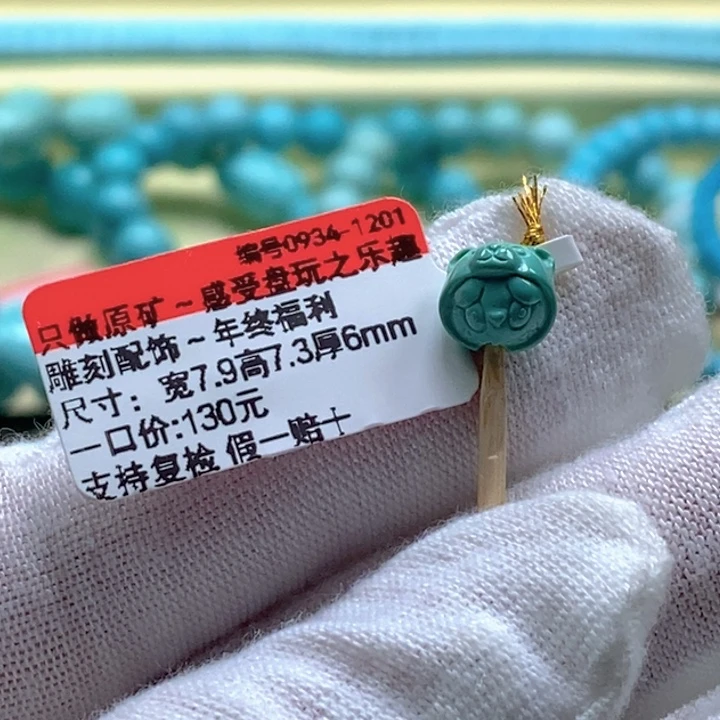 编号0934-1201
只做原矿~感受盘玩之乐趣
雕刻配饰~年终福利
尺寸：宽7.9高7.3厚6mm
一口价:130元
支持复检 假一赔十